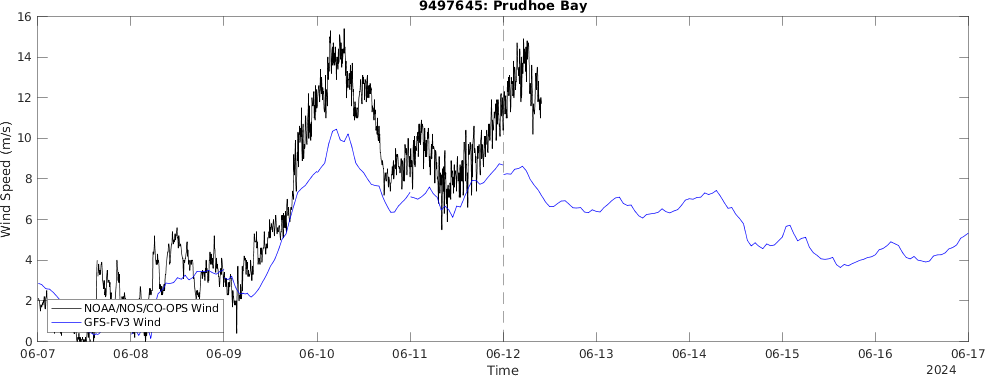 9497645: Prudhoe Bay
16
14
12
10
8
6
4
2
0
Wind Speed (m/s)
NOAA/NOS/CO-OPS Wind
GFS-FV3 Wind
06-07 06-08 06-09 06-10 06-11 06-12 06-13 06-14 06-15 06-16 06-17
Time
2024